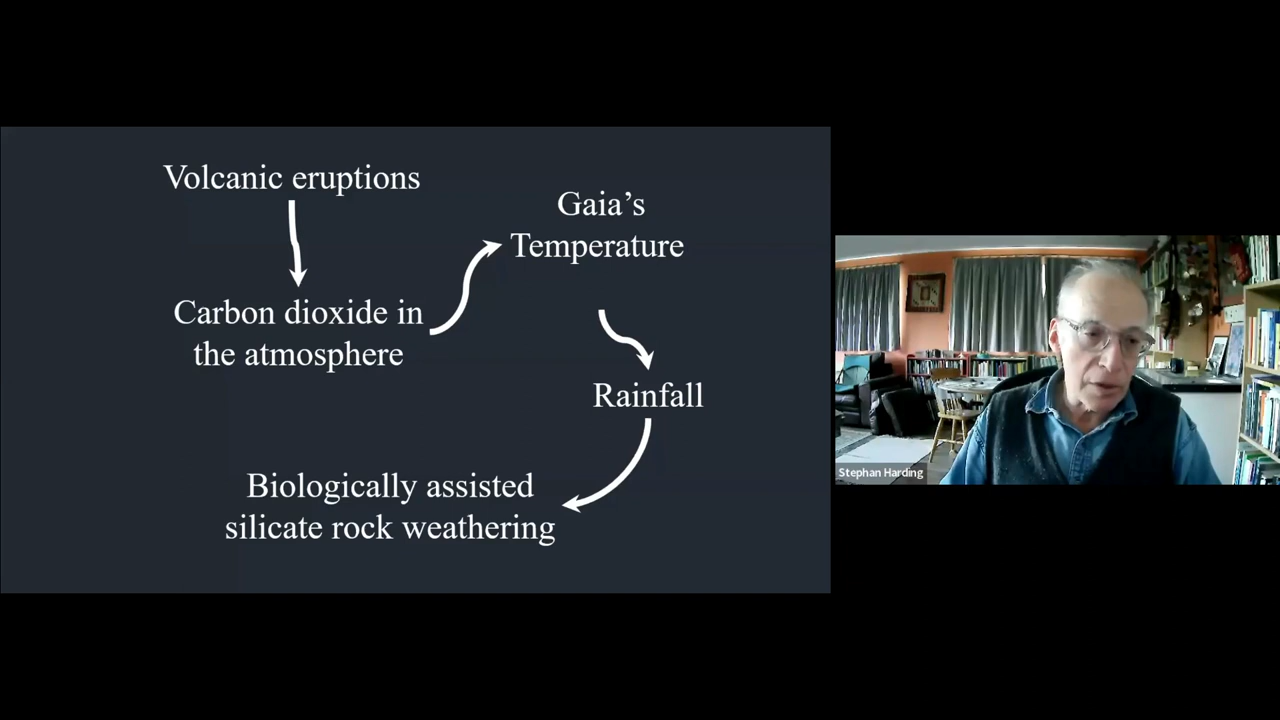 Volcanic eruptions
Gaia's
Temperature
Carbon dioxide in
the atmosphere
Rainfall
Biologically assisted
silicate rock weathering
Stephan Harding